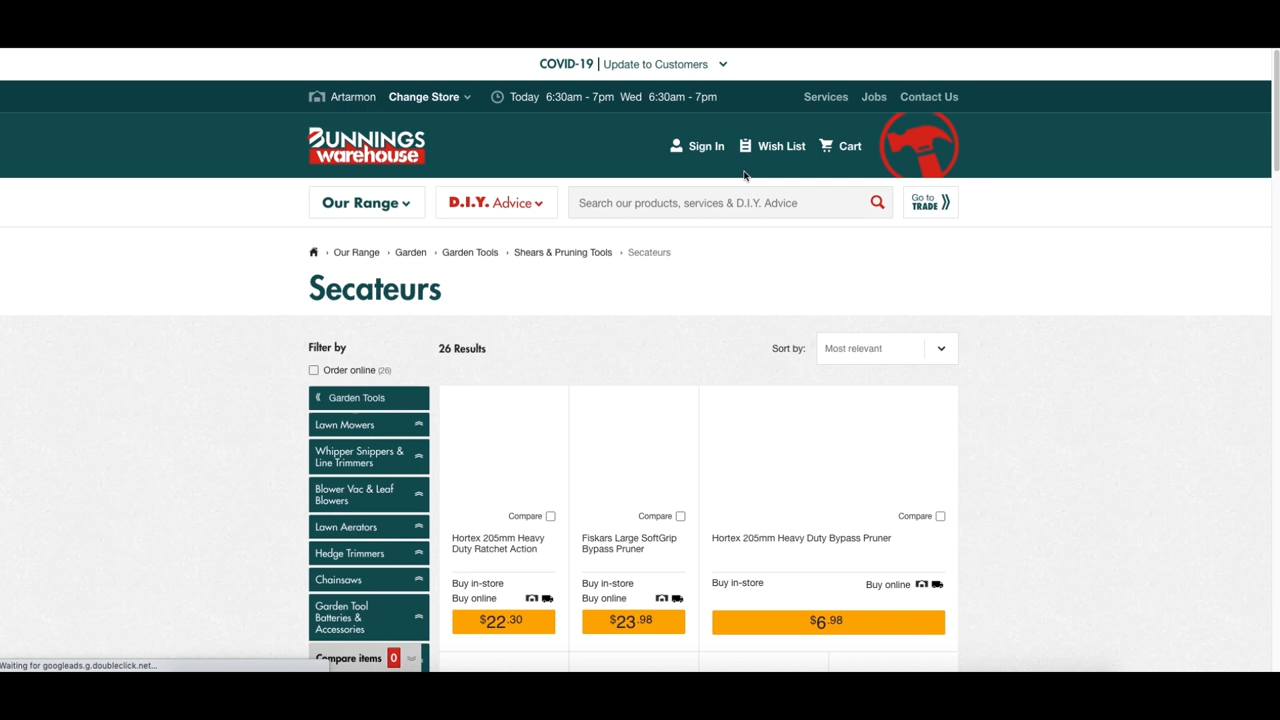 COVID-19 | Update to Customers
Artarmon Change Store Today 6:30am - 7pm Wed 6:30am - 7pm Services Jobs Contact Us
BUNNINGS
warehouse
Sign In Wish List Cart
Our Range D.I.Y. Advice Search our products, services & D.I.Y. Advice Go to
TRADE
Our Range Garden Garden Tools Shears & Pruning Tools Secateurs
Secateurs
Filter by
Order online (26)
Garden Tools
Lawn Mowers
Whipper Snippers &
Line Trimmers
Blower Vac & Leaf
Blowers
Lawn Aerators
Hedge Trimmers
Chainsaws
Garden Tool
Batteries &
Accessories
Compare items 0
26 Results
Sort by: Most relevant
Compare
Hortex 205mm Heavy
Duty Ratchet Action
Buy in-store
Buy online
$22.30
Compare
Fiskars Large SoftGrip
Bypass Pruner
Buy in-store
Buy online
$23.98
Compare
Hortex 205mm Heavy Duty Bypass Pruner
Buy in-store Buy online
$6.98
Waiting for googleads.g.doubleclick.net...